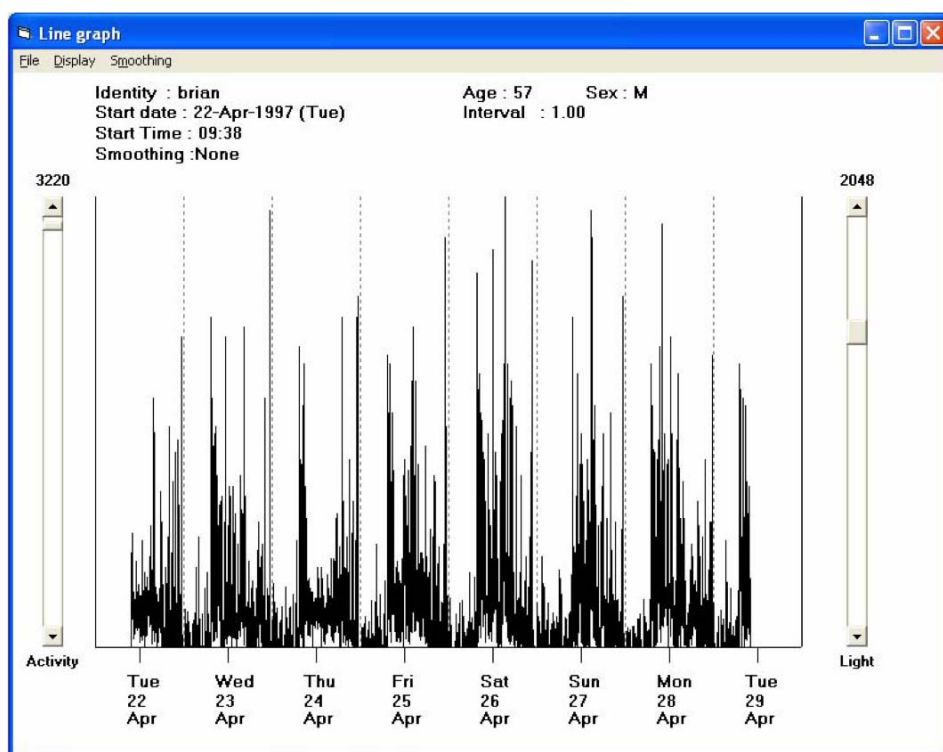 Line graph
File Display Smoothing
Identity : brian Age : 57 Sex : M
Start date : 22-Apr-1997 (Tue) Interval : 1.00
Start Time : 09:38
Smoothing :None
3220 2048
Activity Light
Tue Wed Thu Fri Sat Sun Mon Tue
22 23 24 25 26 27 28 29
Apr Apr Apr Apr Apr Apr Apr Apr